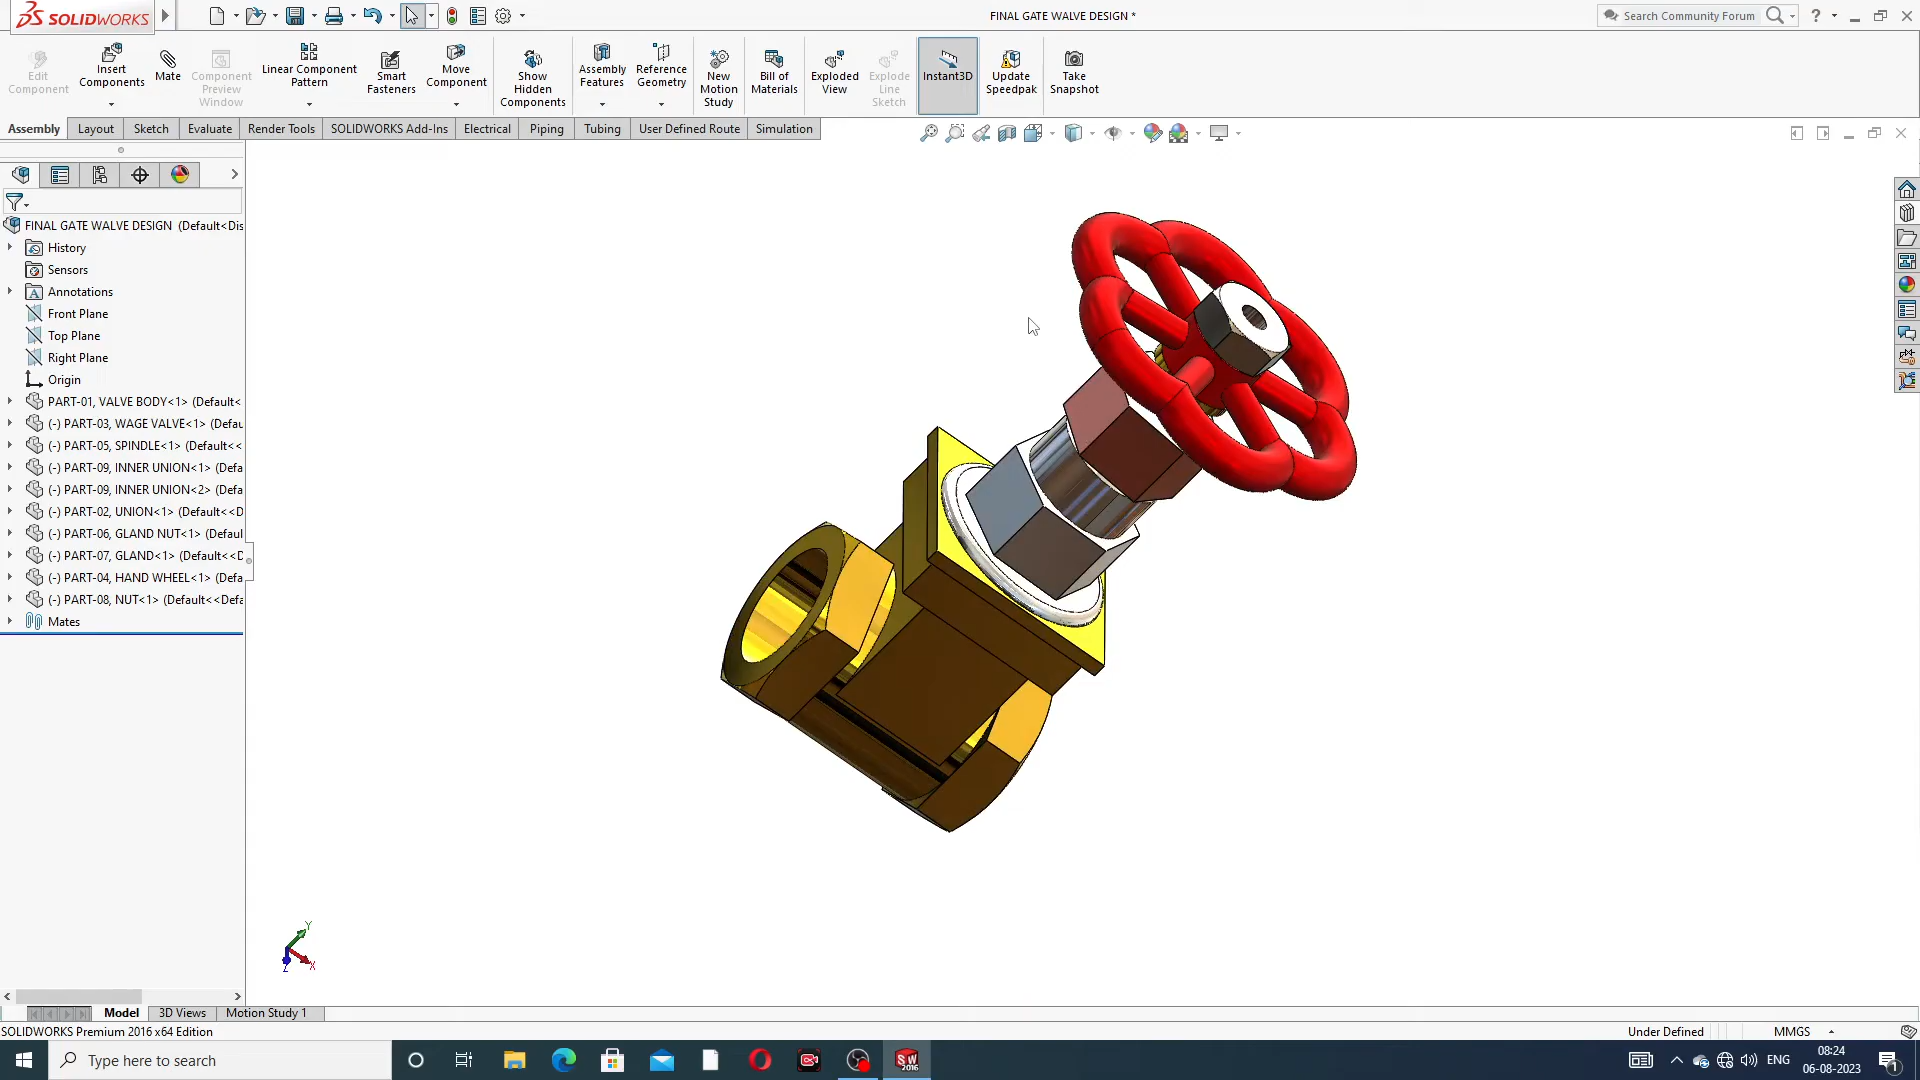 SOLIDWORKS
FINAL GATE WALVE DESIGN *
Search Community Forum
?
Edit Component
Insert Components
Mate
Component Preview Window
Linear Component Pattern
Smart Fasteners
Move Component
Show Hidden Components
Assembly Features
Reference Geometry
New Motion Study
Bill of Materials
Exploded View
Explode Line Sketch
Instant3D
Update Speedpak
Take Snapshot
Assembly
Layout
Sketch
Evaluate
Render Tools
SOLIDWORKS Add-Ins
Electrical
Piping
Tubing
User Defined Route
Simulation
FINAL GATE WALVE DESIGN (Default<Dis
History
Sensors
Annotations
Front Plane
Top Plane
Right Plane
Origin
PART-01, VALVE BODY<1> (Default<
(-) PART-03, WAGE VALVE<1> (Defau
(-) PART-05, SPINDLE<1> (Default<<
(-) PART-09, INNER UNION<1> (Defa
(-) PART-09, INNER UNION<2> (Defa
(-) PART-02, UNION<1> (Default<<D
(-) PART-06, GLAND NUT<1> (Defaul
(-) PART-07, GLAND<1> (Default<<D
(-) PART-04, HAND WHEEL<1> (Defa
(-) PART-08, NUT<1> (Default<<Defa
Mates
Y
X
Z
Model
3D Views
Motion Study 1
SOLIDWORKS Premium 2016 x64 Edition
Under Defined
MMGS
Type here to search
SW
2016
ENG
08:24
06-08-2023
1